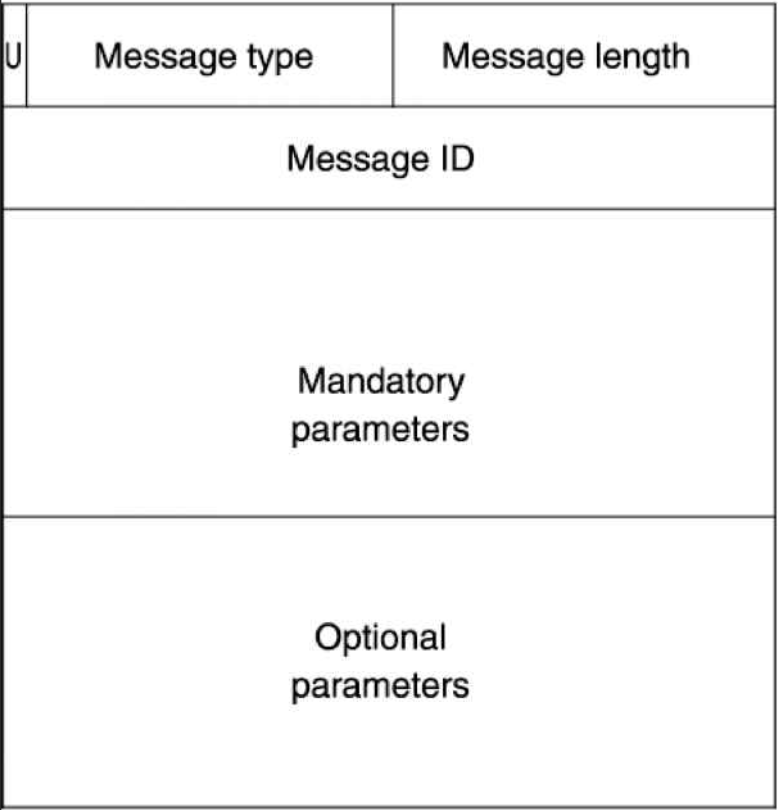 U Message type Message length
Message ID
Mandatory
parameters
Optional
parameters